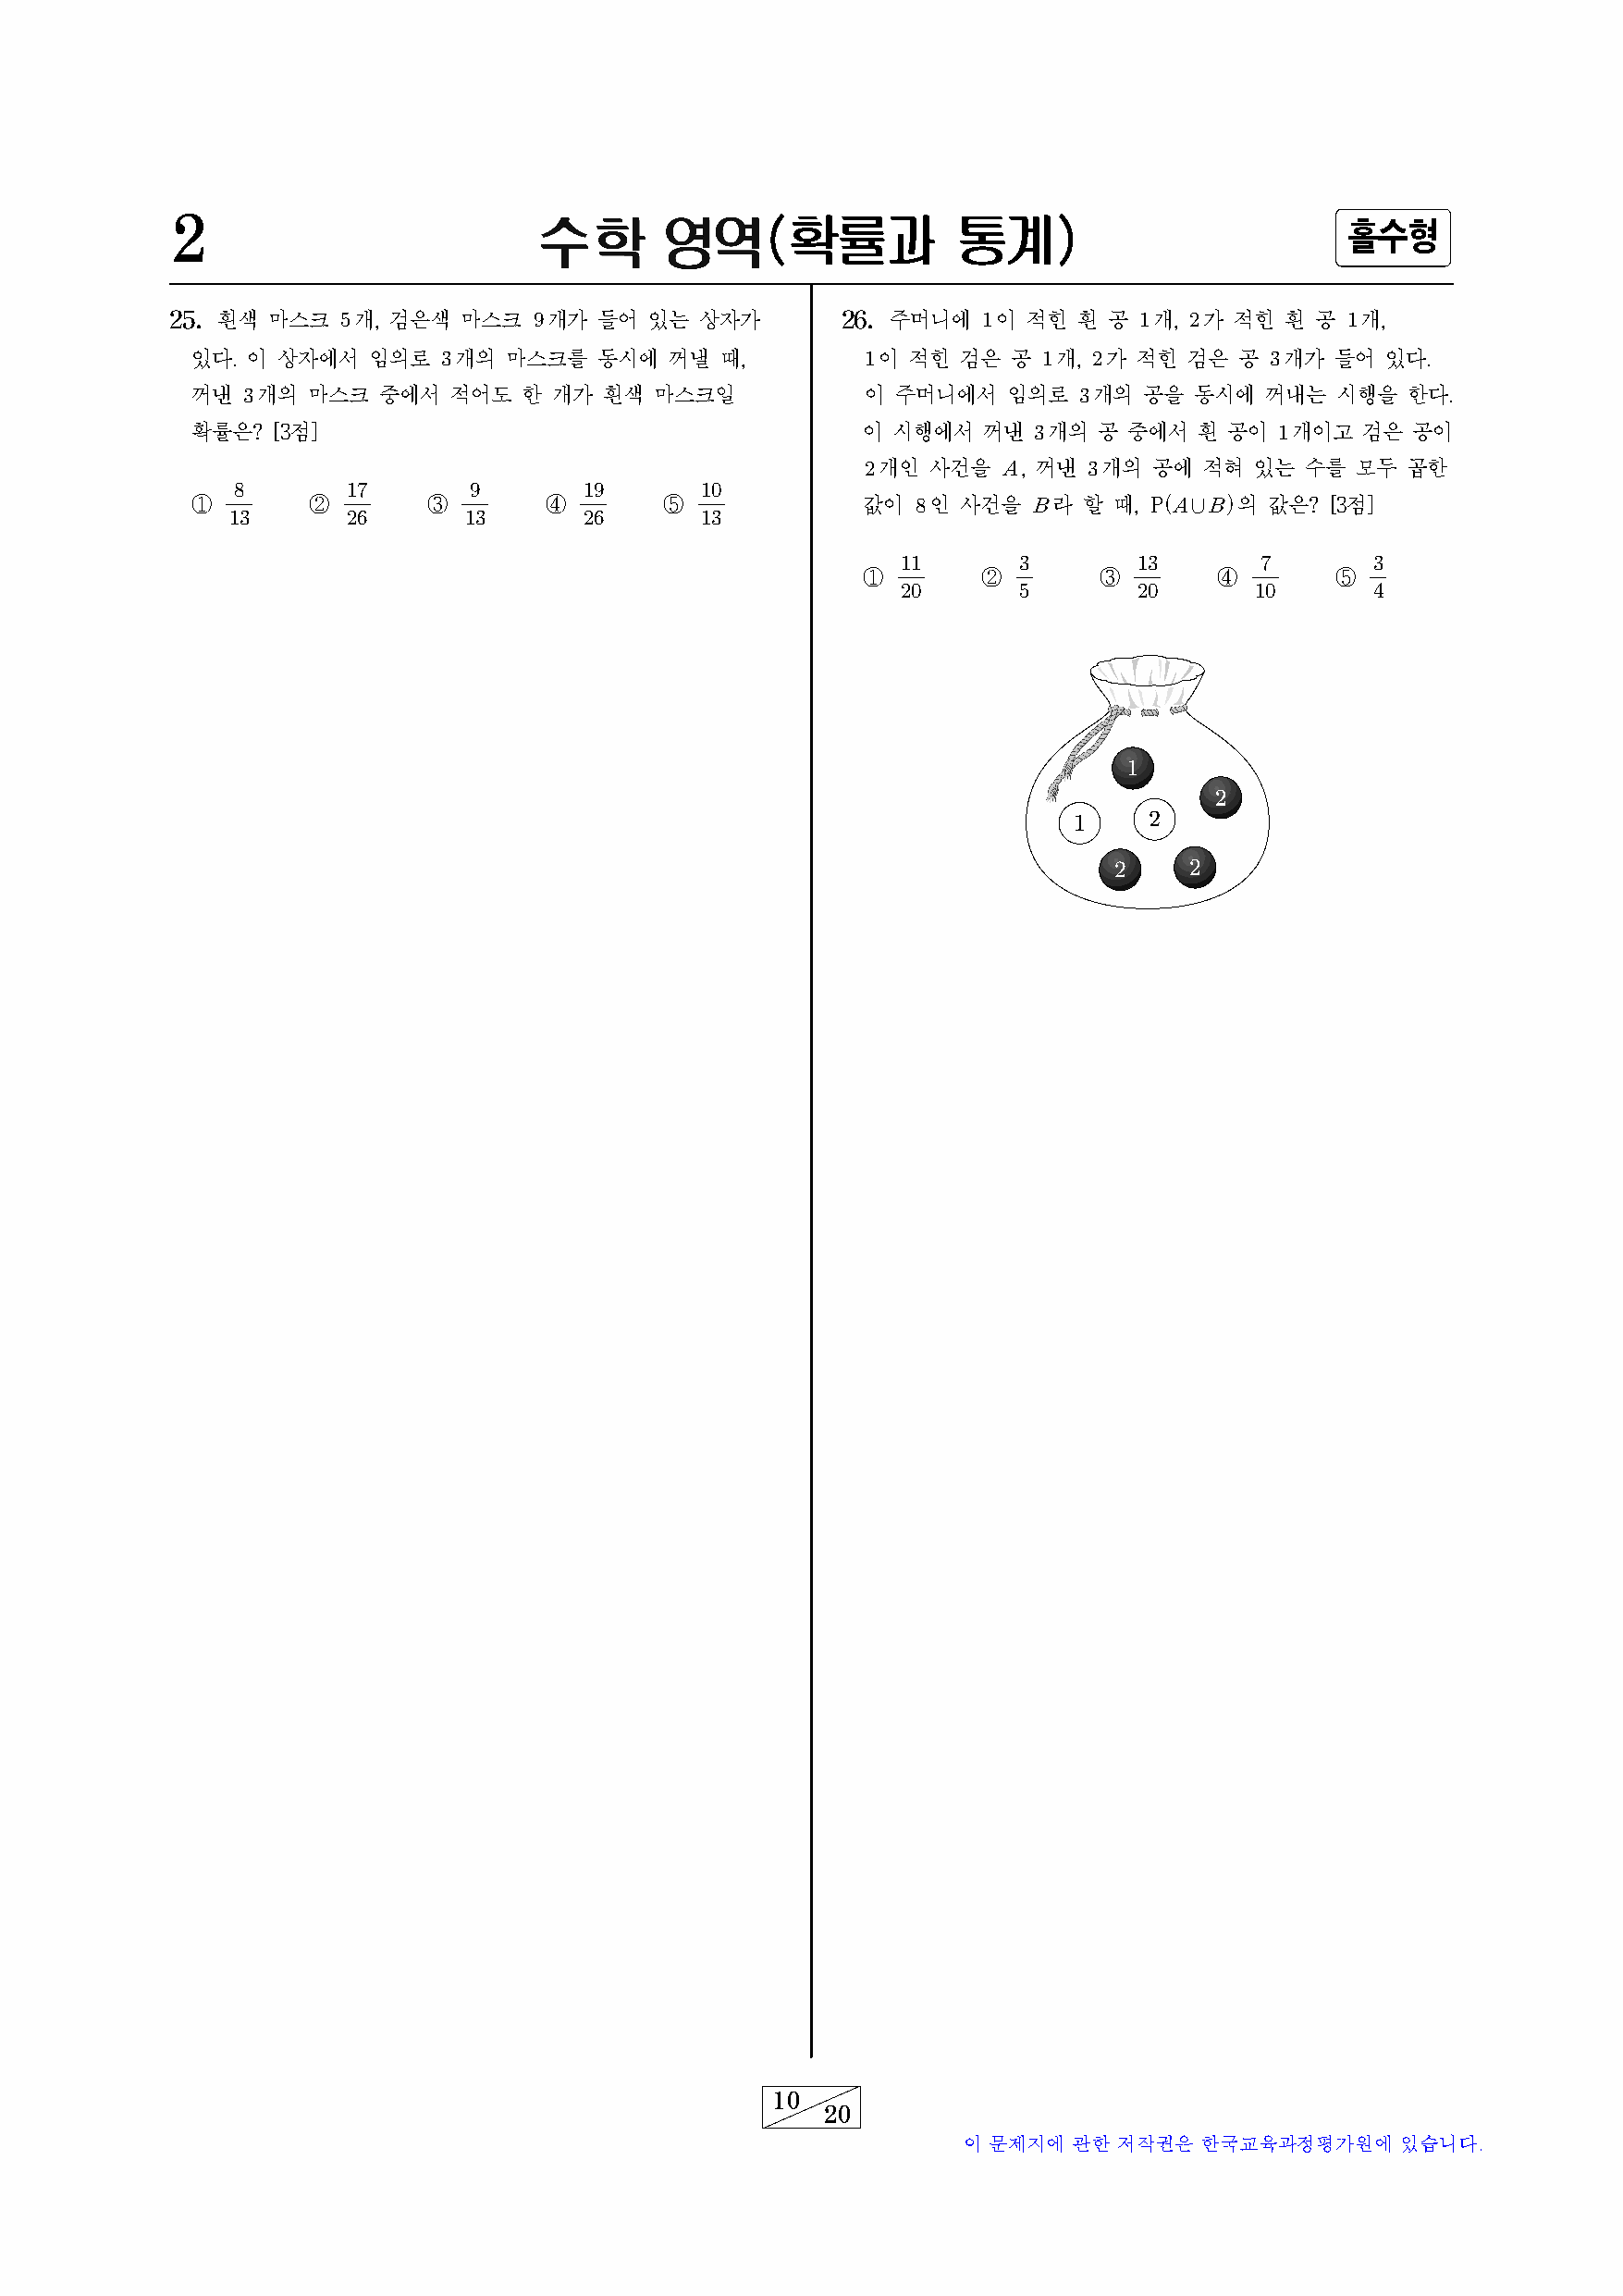 2
수학 영역(확률과 통계)
홀수형
25. 흰색 마스크 5개, 검은색 마스크 9개가 들어 있는 상자가
있다. 이 상자에서 임의로 3개의 마스크를 동시에 꺼낼 때,
꺼낸 3개의 마스크 중에서 적어도 한 개가 흰색 마스크일
확률은? [3점]
① 8/13 ② 17/26 ③ 9/13 ④ 19/26 ⑤ 10/13
26. 주머니에 1이 적힌 흰 공 1개, 2가 적힌 흰 공 1개,
1이 적힌 검은 공 1개, 2가 적힌 검은 공 3개가 들어 있다.
이 주머니에서 임의로 3개의 공을 동시에 꺼내는 시행을 한다.
이 시행에서 꺼낸 3개의 공 중에서 흰 공이 1개이고 검은 공이
2개인 사건을 A, 꺼낸 3개의 공에 적혀 있는 수를 모두 곱한
값이 8인 사건을 B라 할 때, P(A∪B)의 값은? [3점]
① 11/20 ② 3/5 ③ 13/20 ④ 7/10 ⑤ 3/4
1
2
1 2
2 2
10
20
이 문제지에 관한 저작권은 한국교육과정평가원에 있습니다.